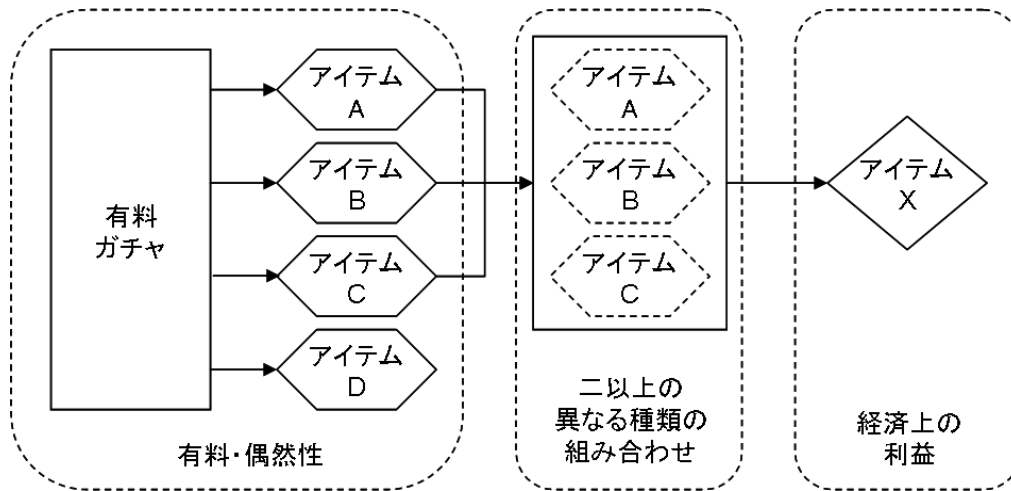 有料
ガチャ
アイテム
A
アイテム
B
アイテム
C
アイテム
D
有料・偶然性
アイテム
A
アイテム
B
アイテム
C
二以上の
異なる種類の
組み合わせ
アイテム
X
経済上の
利益